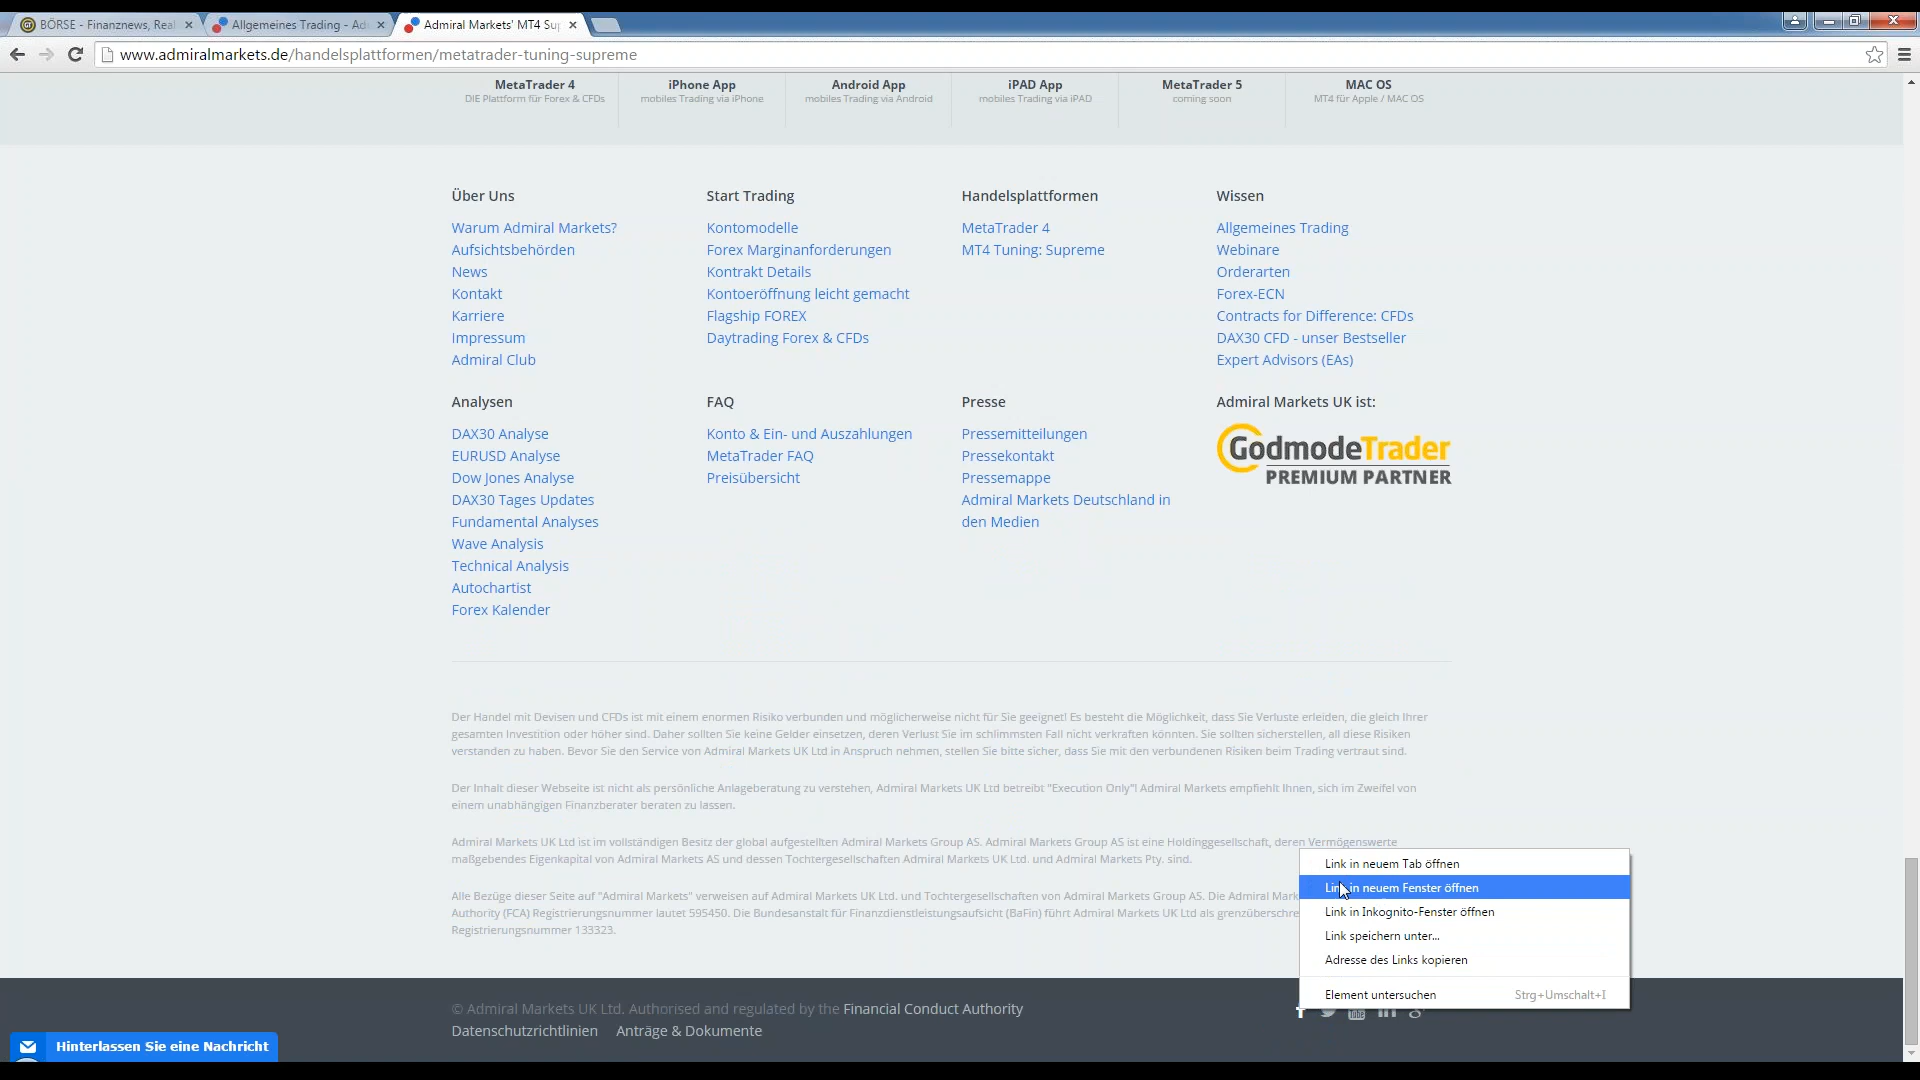 BÖRSE - Finanznews, Rea
Allgemeines Trading - Ad
Admiral Markets' MT4 Su
www.admiralmarkets.de/handelsplattformen/metatrader-tuning-supreme
MetaTrader 4
DIE Plattform für Forex & CFDs
iPhone App
mobiles Trading via iPhone
Android App
mobiles Trading via Android
iPAD App
mobiles Trading via iPAD
MetaTrader 5
coming soon
MAC OS
MT4 für Apple / MAC OS
Über Uns
Warum Admiral Markets?
Aufsichtsbehörden
News
Kontakt
Karriere
Impressum
Admiral Club
Start Trading
Kontomodelle
Forex Marginanforderungen
Kontrakt Details
Kontoeröffnung leicht gemacht
Flagship FOREX
Daytrading Forex & CFDs
Handelsplattformen
MetaTrader 4
MT4 Tuning: Supreme
Wissen
Allgemeines Trading
Webinare
Orderarten
Forex-ECN
Contracts for Difference: CFDs
DAX30 CFD - unser Bestseller
Expert Advisors (EAs)
Analysen
DAX30 Analyse
EURUSD Analyse
Dow Jones Analyse
DAX30 Tages Updates
Fundamental Analyses
Wave Analysis
Technical Analysis
Autochartist
Forex Kalender
FAQ
Konto & Ein- und Auszahlungen
MetaTrader FAQ
Preisübersicht
Presse
Pressemitteilungen
Pressekontakt
Pressemappe
Admiral Markets Deutschland in
den Medien
Admiral Markets UK ist:
GodmodeTrader
PREMIUM PARTNER
Der Handel mit Devisen und CFDs ist mit einem enormen Risiko verbunden und möglicherweise nicht für Sie geeignet! Es besteht die Möglichkeit, dass Sie Verluste erleiden, die gleich Ihrer
gesamten Investition oder höher sind. Daher sollten Sie keine Gelder einsetzen, deren Verlust Sie im schlimmsten Fall nicht verkraften könnten. Sie sollten sicherstellen, all diese Risiken
verstanden zu haben. Bevor Sie den Service von Admiral Markets UK Ltd in Anspruch nehmen, stellen Sie bitte sicher, dass Sie mit den verbundenen Risiken beim Trading vertraut sind.
Der Inhalt dieser Webseite ist nicht als persönliche Anlageberatung zu verstehen, Admiral Markets UK Ltd betreibt "Execution Only"! Admiral Markets empfiehlt Ihnen, sich im Zweifel von
einem unabhängigen Finanzberater beraten zu lassen.
Admiral Markets UK Ltd ist im vollständigen Besitz der global aufgestellten Admiral Markets Group AS. Admiral Markets Group AS ist eine Holdinggesellschaft, deren Vermögenswerte
maßgebendes Eigenkapital von Admiral Markets AS und dessen Tochtergesellschaften Admiral Markets UK Ltd. und Admiral Markets Pty. sind.
Alle Bezüge dieser Seite auf "Admiral Markets" verweisen auf Admiral Markets UK Ltd. und Tochtergesellschaften von Admiral Markets Group AS. Die Admiral Mark
Authority (FCA) Registrierungsnummer lautet 595450. Die Bundesanstalt für Finanzdienstleistungsaufsicht (BaFin) führt Admiral Markets UK Ltd als grenzüberschre
Registrierungsnummer 133323.
Link in neuem Tab öffnen
Link in neuem Fenster öffnen
Link in Inkognito-Fenster öffnen
Link speichern unter...
Adresse des Links kopieren
Element untersuchen Strg+Umschalt+I
© Admiral Markets UK Ltd. Authorised and regulated by the Financial Conduct Authority
Datenschutzrichtlinien Anträge & Dokumente
Hinterlassen Sie eine Nachricht